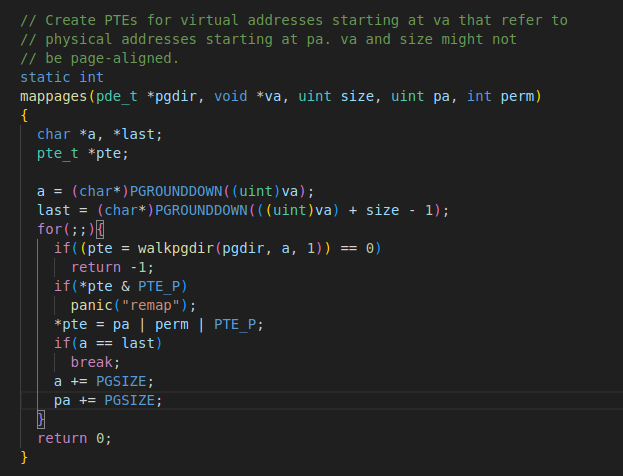 // Create PTEs for virtual addresses starting at va that refer to
// physical addresses starting at pa. va and size might not
// be page-aligned.
static int
mappages(pde_t *pgdir, void *va, uint size, uint pa, int perm)
{
  char *a, *last;
  pte_t *pte;

  a = (char*)PGROUNDDOWN((uint)va);
  last = (char*)PGROUNDDOWN(((uint)va) + size - 1);
  for(;;){
    if((pte = walkpgdir(pgdir, a, 1)) == 0)
      return -1;
    if(*pte & PTE_P)
      panic("remap");
    *pte = pa | perm | PTE_P;
    if(a == last)
      break;
    a += PGSIZE;
    pa += PGSIZE;
  }
  return 0;
}